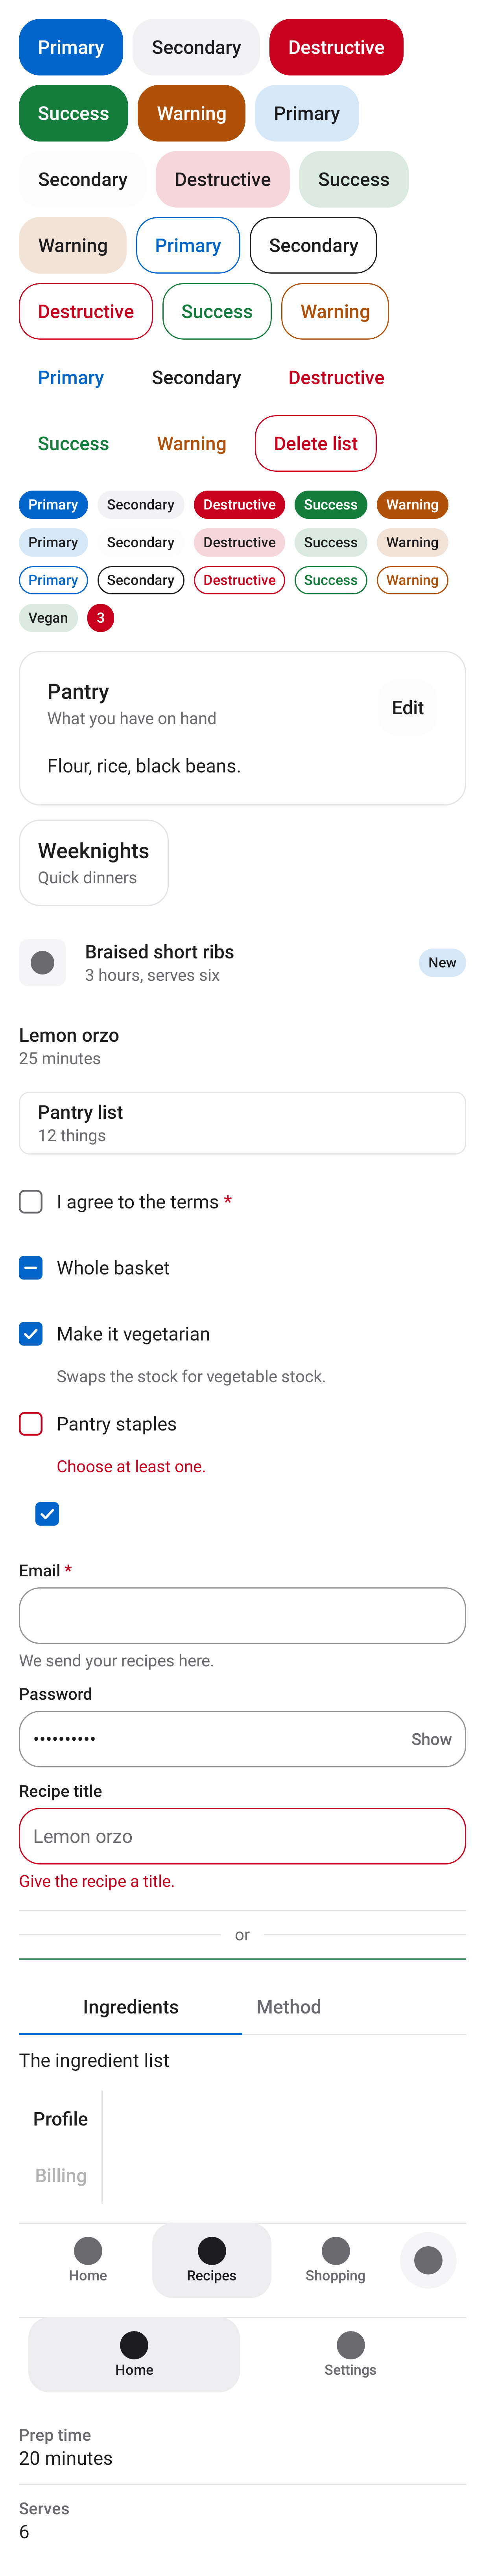 Primary Secondary Destructive
Success Warning Primary
Secondary Destructive Success
Warning Primary Secondary
Destructive Success Warning
Primary Secondary Destructive
Success Warning Delete list
Primary Secondary Destructive Success Warning
Primary Secondary Destructive Success Warning
Primary Secondary Destructive Success Warning
Vegan 3
Pantry
What you have on hand
Edit
Flour, rice, black beans.
Weeknights
Quick dinners
Braised short ribs
3 hours, serves six
New
Lemon orzo
25 minutes
Pantry list
12 things
I agree to the terms *
Whole basket
Make it vegetarian
Swaps the stock for vegetable stock.
Pantry staples
Choose at least one.
Email *
We send your recipes here.
Password
•••••••••• Show
Recipe title
Lemon orzo
Give the recipe a title.
or
Ingredients Method
The ingredient list
Profile
Billing
Home Recipes Shopping
Home Settings
Prep time
20 minutes
Serves
6